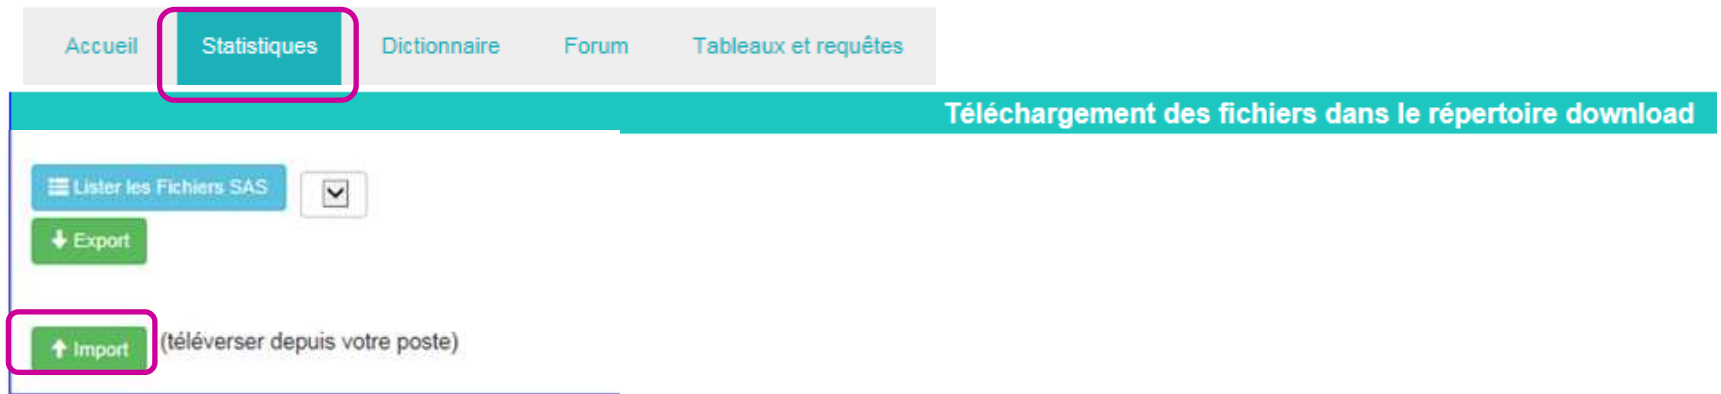 Accueil Statistiques Dictionnaire Forum Tableaux et requêtes
Téléchargement des fichiers dans le répertoire download
Lister les Fichiers SAS
Export
Import (téléverser depuis votre poste)